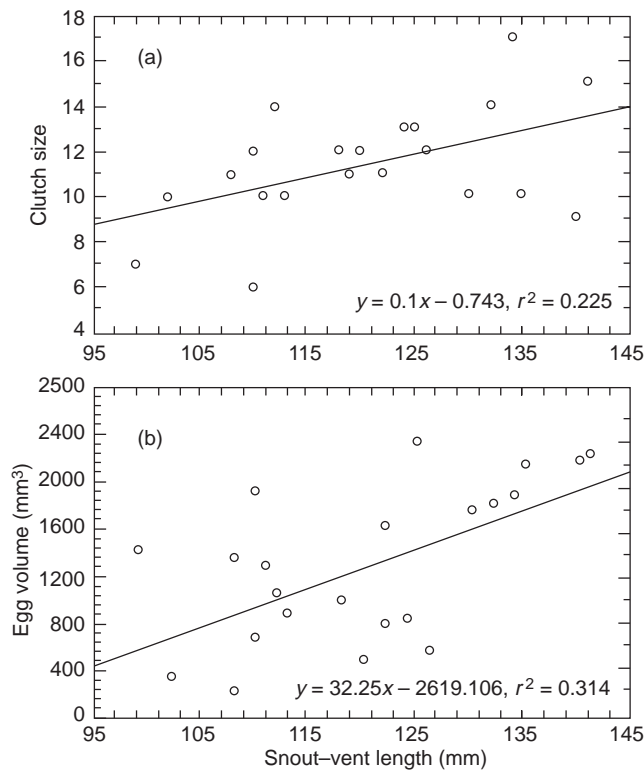 18
16
14
12
10
8
6
4
Clutch size
(a)
y = 0.1x – 0.743, r² = 0.225
95 105 115 125 135 145
2500
2400
2000
1600
1200
800
400
0
Egg volume (mm³)
(b)
y = 32.25x – 2619.106, r² = 0.314
95 105 115 125 135 145
Snout–vent length (mm)